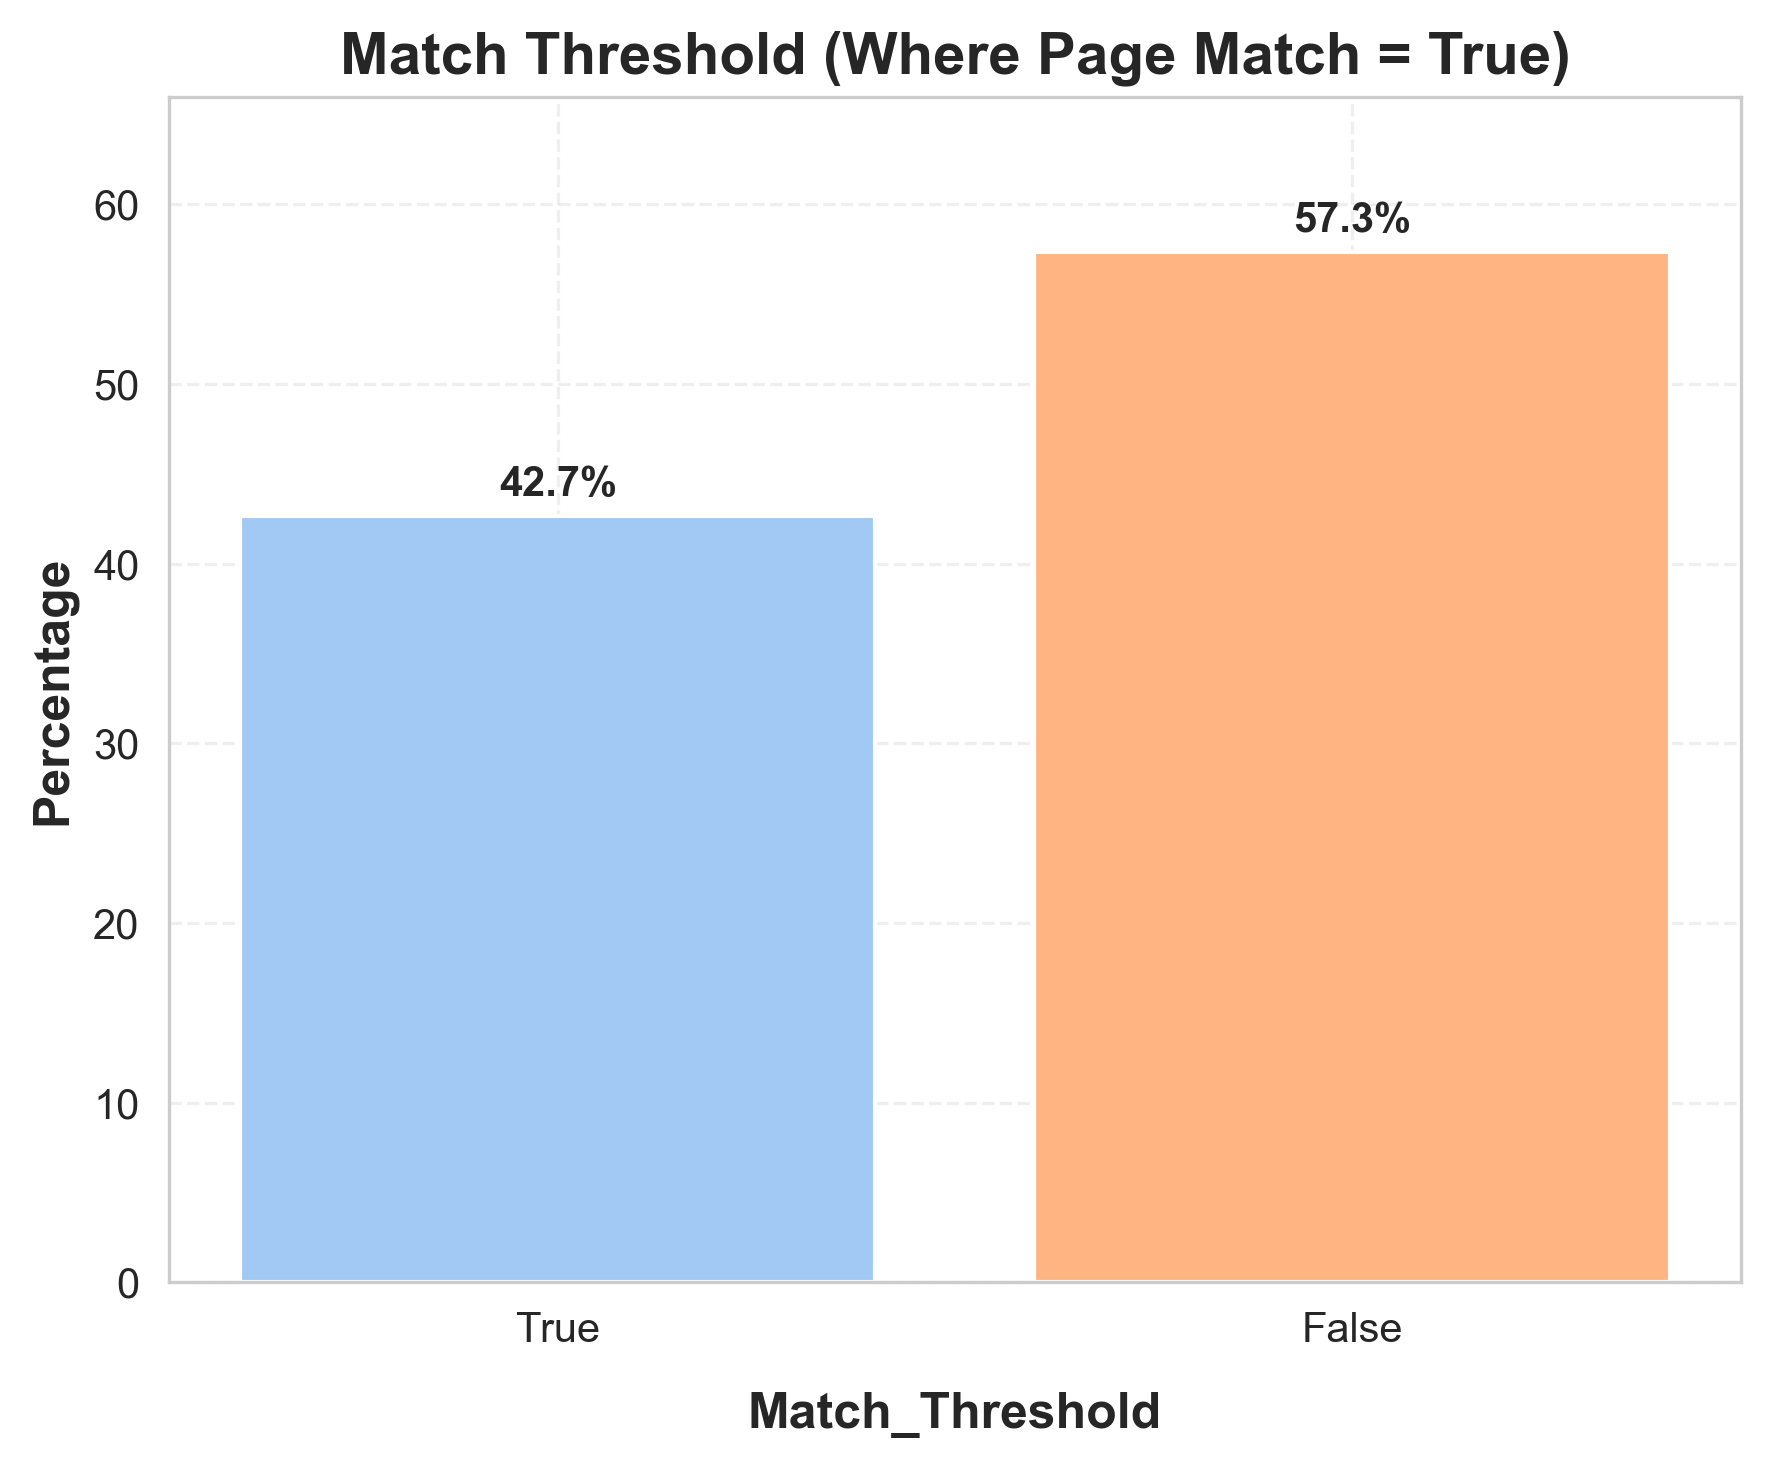 Match Threshold (Where Page Match = True)
60
57.3%
50
42.7%
40
Percentage
30
20
10
0
True False
Match_Threshold